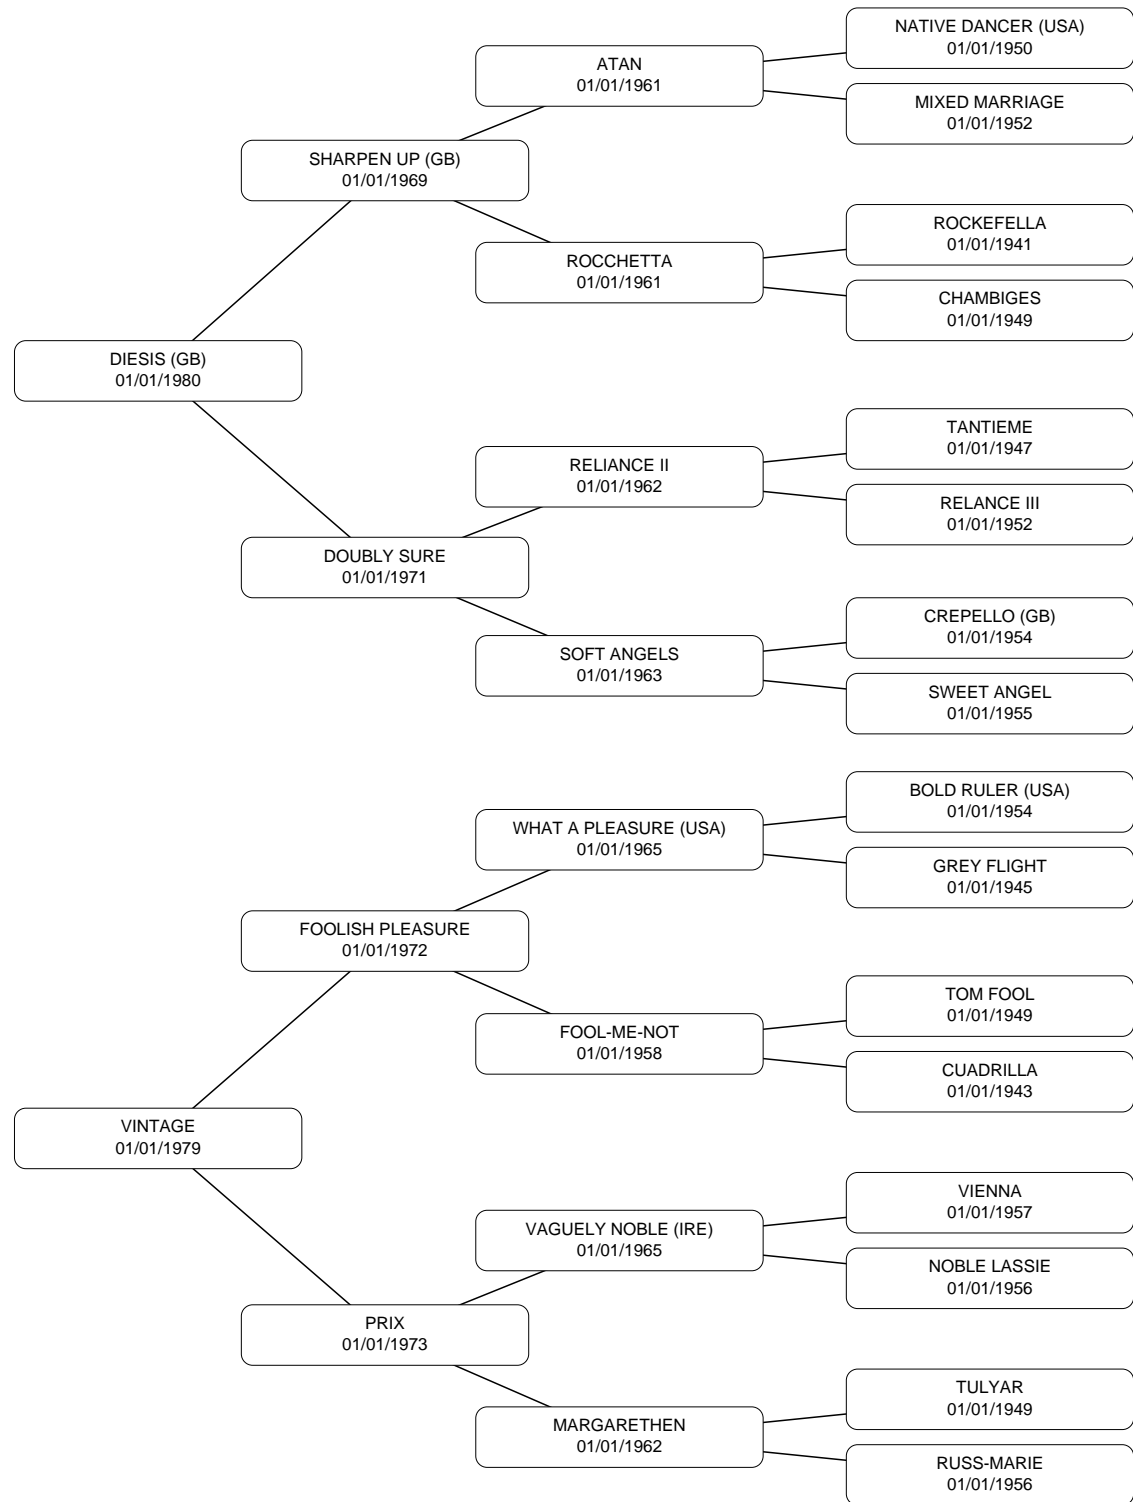 NATIVE DANCER (USA)
01/01/1950
ATAN
01/01/1961
MIXED MARRIAGE
01/01/1952
SHARPEN UP (GB)
01/01/1969
ROCKEFELLA
01/01/1941
ROCCHETTA
01/01/1961
CHAMBIGES
01/01/1949
DIESIS (GB)
01/01/1980
TANTIEME
01/01/1947
RELIANCE II
01/01/1962
RELANCE III
01/01/1952
DOUBLY SURE
01/01/1971
CREPELLO (GB)
01/01/1954
SOFT ANGELS
01/01/1963
SWEET ANGEL
01/01/1955
BOLD RULER (USA)
01/01/1954
WHAT A PLEASURE (USA)
01/01/1965
GREY FLIGHT
01/01/1945
FOOLISH PLEASURE
01/01/1972
TOM FOOL
01/01/1949
FOOL-ME-NOT
01/01/1958
CUADRILLA
01/01/1943
VINTAGE
01/01/1979
VIENNA
01/01/1957
VAGUELY NOBLE (IRE)
01/01/1965
NOBLE LASSIE
01/01/1956
PRIX
01/01/1973
TULYAR
01/01/1949
MARGARETHEN
01/01/1962
RUSS-MARIE
01/01/1956